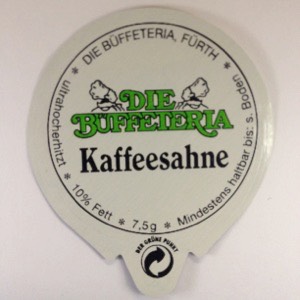 * DIE BÜFFETERIA, FÜRTH *
ultrahocherhitzt * 10% Fett * 7,5g * Mindestens haltbar bis: s. Boden
DIE
BÜFFETERIA
Kaffeesahne
DER GRÜNE PUNKT